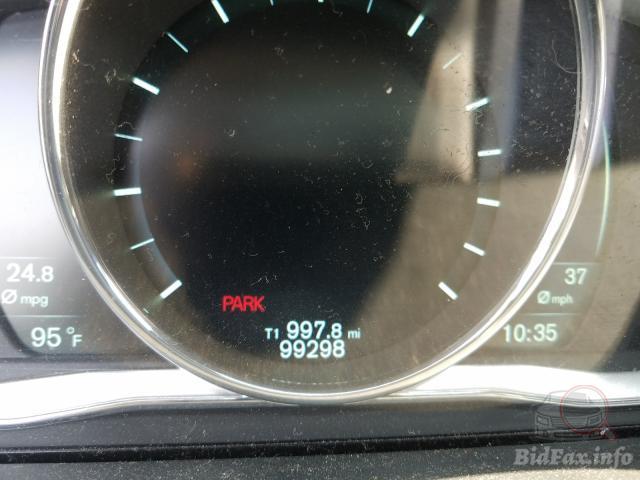 24.8
Ø mpg
95 °F
PARK
T1 997.8 mi
99298
37
Ø mph
10:35
BidFax.info